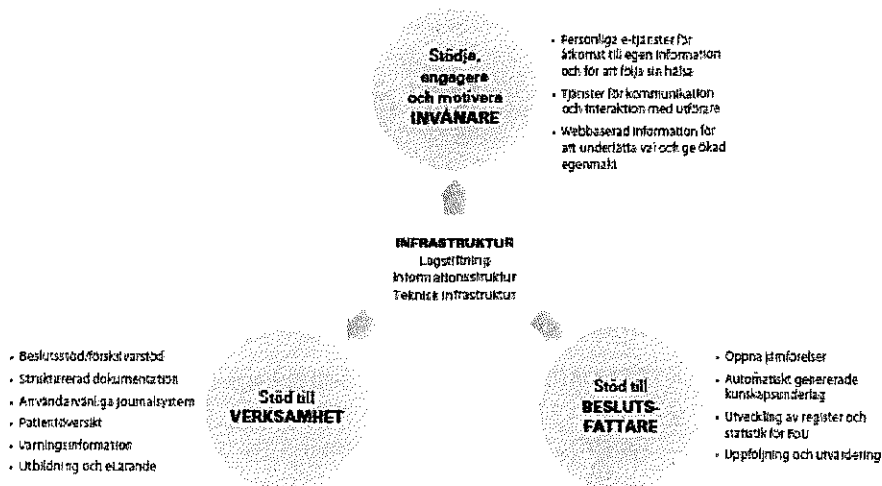 Stödja,
engagera
och motivera
INVÅNARE
• Personliga e-tjänster för
åtkomst till egen information
och för att följa sin hälsa
• Tjänster för kommunikation
och interaktion med utförare
• Webbaserad information för
att underlätta val och ge ökad
egenmakt
INFRASTRUKTUR
Lagstiftning
Informationsstruktur
Teknisk infrastruktur
• Beslutsstöd/förskrivarstöd
• Strukturerad dokumentation
• Användarvänliga journalsystem
• Patientöversikt
• Varningsinformation
• Utbildning och eLärande
Stöd till
VERKSAMHET
Stöd till
BESLUTS-
FATTARE
• Öppna jämförelser
• Automatiskt genererade
kunskapsunderlag
• Utveckling av register och
statistik för FoU
• Uppföljning och utvärdering